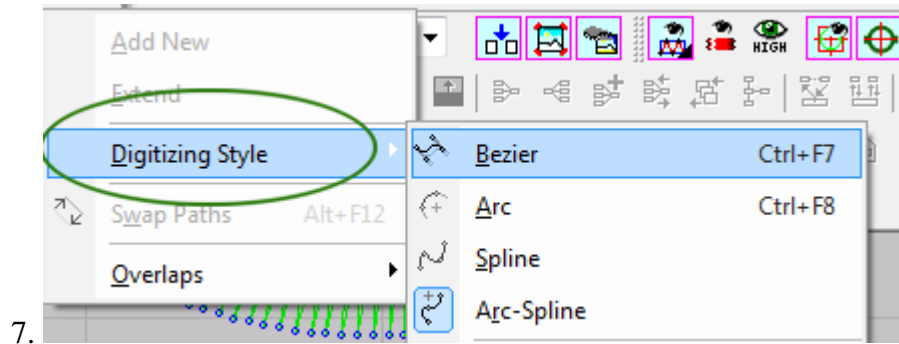 HIGH
Add New
Extend
Digitizing Style
Bezier Ctrl+F7
Swap Paths Alt+F12
Arc Ctrl+F8
Overlaps
Spline
Arc-Spline
7.